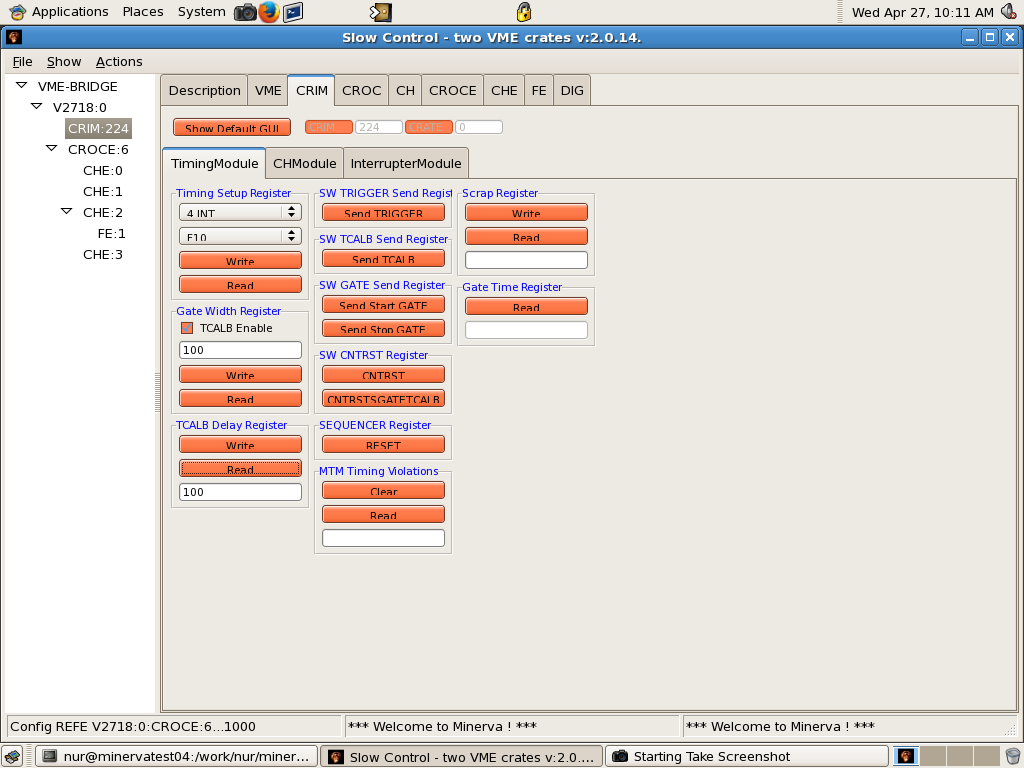 Applications Places System Wed Apr 27, 10:11 AM
Slow Control - two VME crates v:2.0.14.
File Show Actions
VME-BRIDGE
V2718:0
CRIM:224
CROCE:6
CHE:0
CHE:1
CHE:2
FE:1
CHE:3
Description VME CRIM CROC CH CROCE CHE FE DIG
Show Default GUI CRIM 224 CRATE 0
TimingModule CHModule InterrupterModule
Timing Setup Register
4 INT
F10
Write
Read
Gate Width Register
TCALB Enable
100
Write
Read
TCALB Delay Register
Write
Read
100
SW TRIGGER Send Regist
Send TRIGGER
SW TCALB Send Register
Send TCALB
SW GATE Send Register
Send Start GATE
Send Stop GATE
SW CNTRST Register
CNTRST
CNTRSTSGATETCALB
SEQUENCER Register
RESET
MTM Timing Violations
Clear
Read
Scrap Register
Write
Read
Gate Time Register
Read
Config REFE V2718:0:CROCE:6...1000 *** Welcome to Minerva ! *** *** Welcome to Minerva ! ***
nur@minervatest04:/work/nur/miner... Slow Control - two VME crates v:2.0.... Starting Take Screenshot